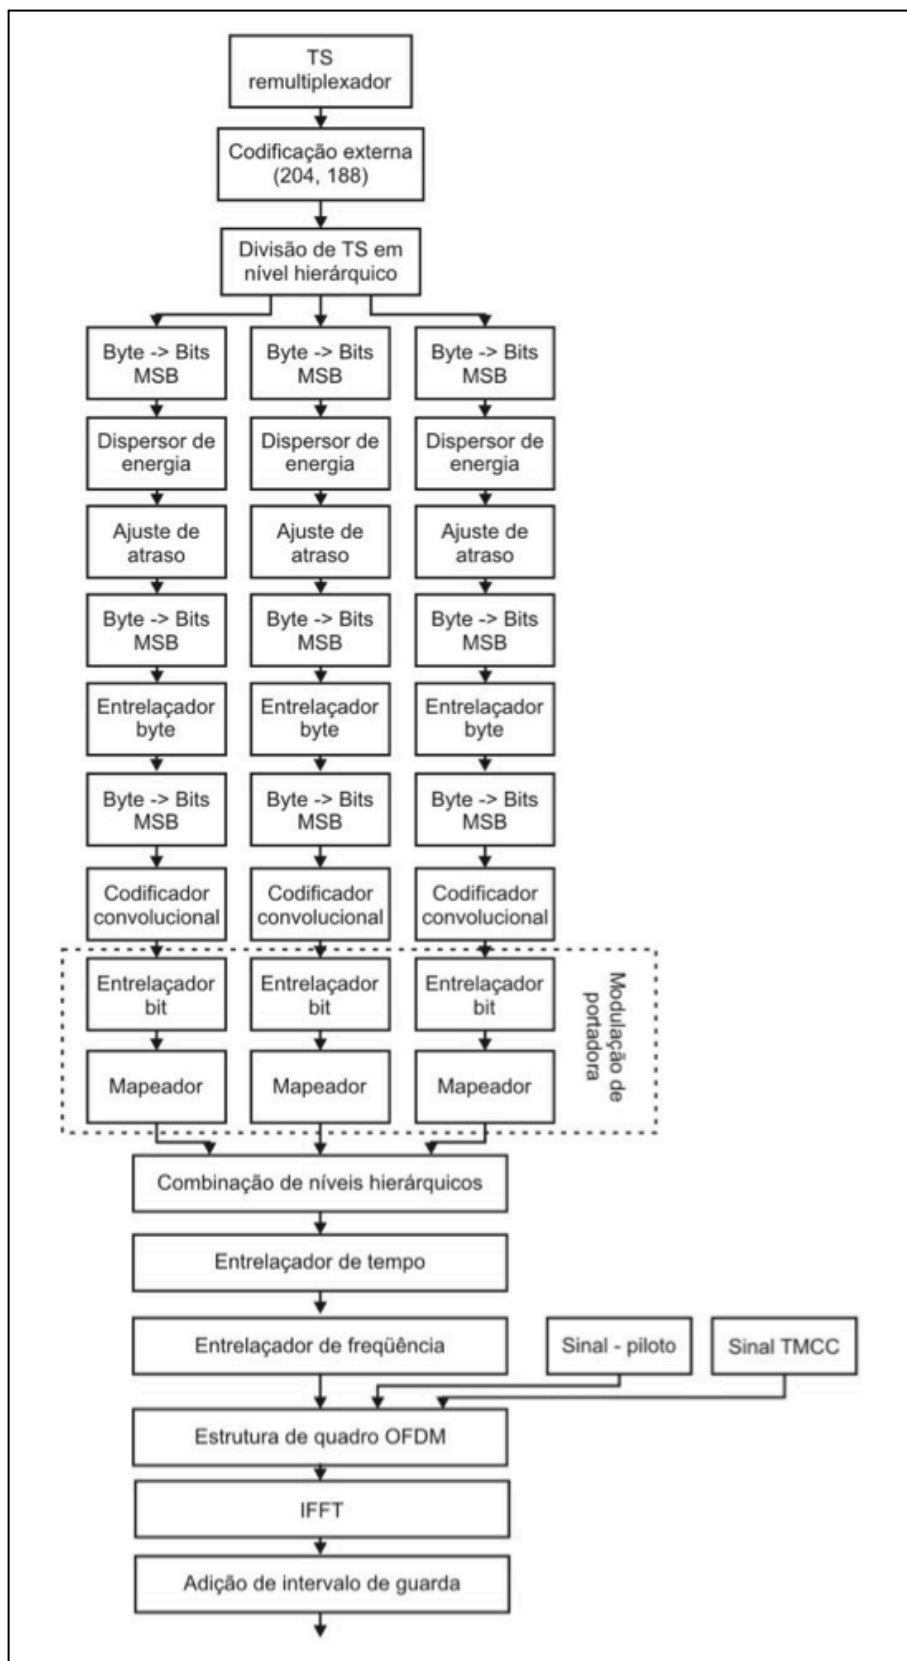 TS
remultiplexador
Codificação externa
(204, 188)
Divisão de TS em
nível hierárquico
Byte -> Bits
MSB
Byte -> Bits
MSB
Byte -> Bits
MSB
Dispersor de
energia
Dispersor de
energia
Dispersor de
energia
Ajuste de
atraso
Ajuste de
atraso
Ajuste de
atraso
Byte -> Bits
MSB
Byte -> Bits
MSB
Byte -> Bits
MSB
Entrelaçador
byte
Entrelaçador
byte
Entrelaçador
byte
Byte -> Bits
MSB
Byte -> Bits
MSB
Byte -> Bits
MSB
Codificador
convolucional
Codificador
convolucional
Codificador
convolucional
Entrelaçador
bit
Entrelaçador
bit
Entrelaçador
bit
Modulação de
portadora
Mapeador
Mapeador
Mapeador
Combinação de níveis hierárquicos
Entrelaçador de tempo
Entrelaçador de freqüência
Sinal - piloto
Sinal TMCC
Estrutura de quadro OFDM
IFFT
Adição de intervalo de guarda